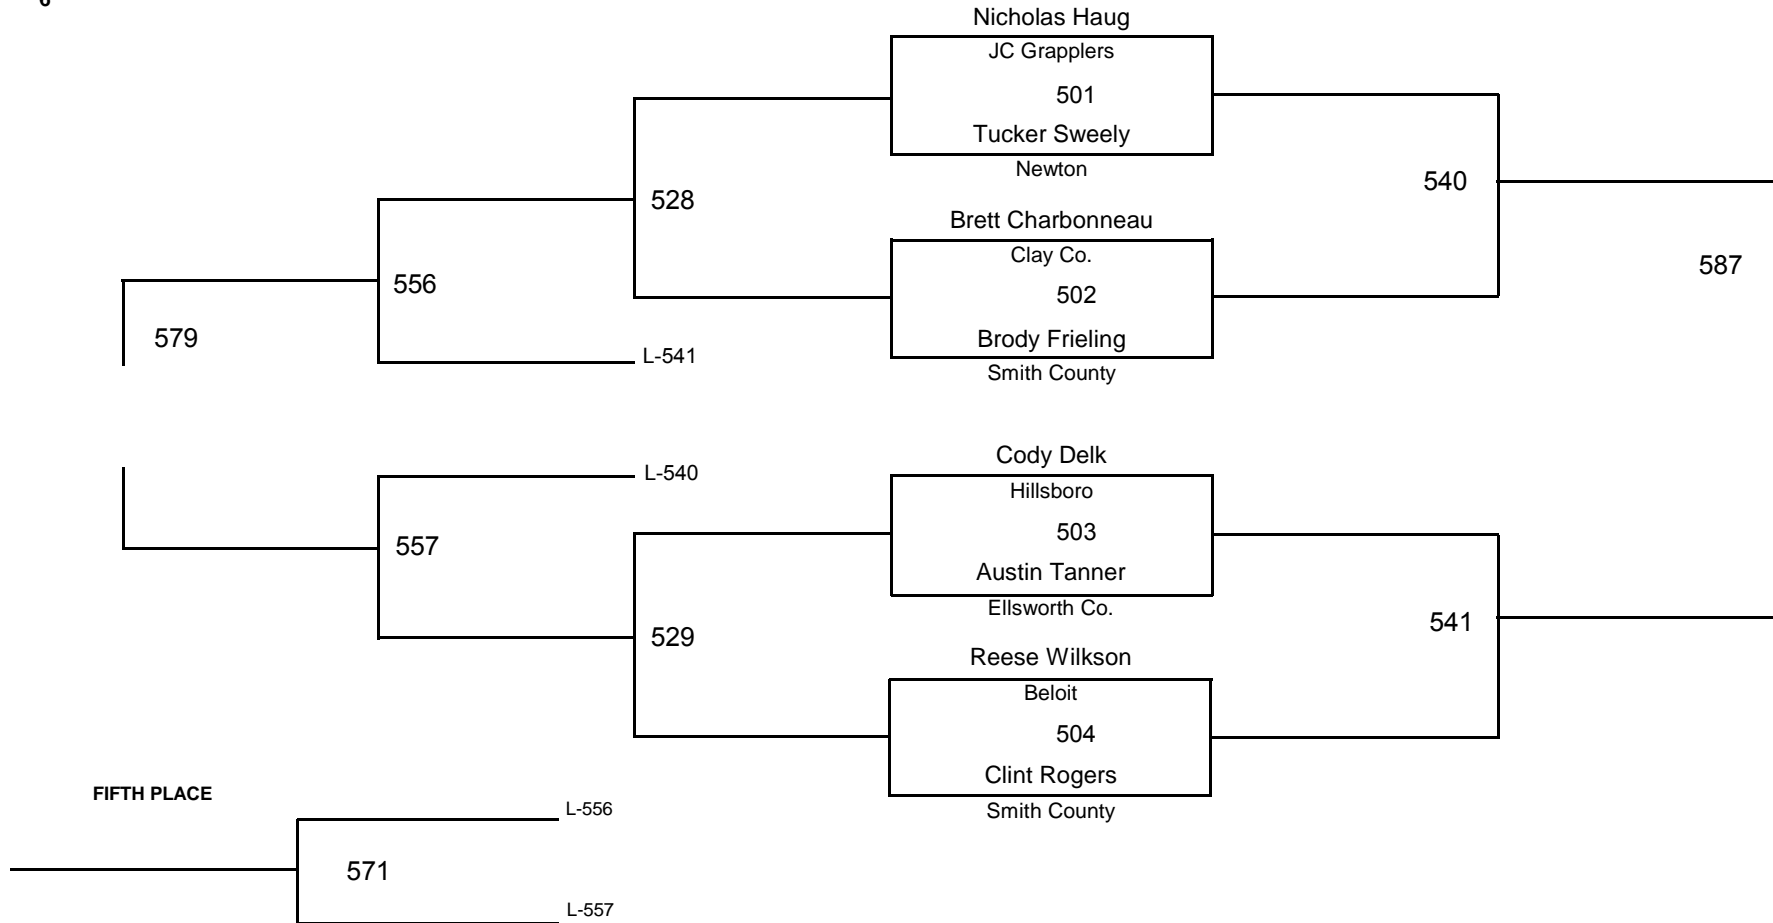 6
Nicholas Haug
JC Grapplers
501
Tucker Sweely
Newton
528
540
Brett Charbonneau
Clay Co.
502
Brody Frieling
Smith County
556
587
579
L-541
Cody Delk
Hillsboro
503
Austin Tanner
Ellsworth Co.
L-540
557
529
541
Reese Wilkson
Beloit
504
Clint Rogers
Smith County
FIFTH PLACE
L-556
571
L-557